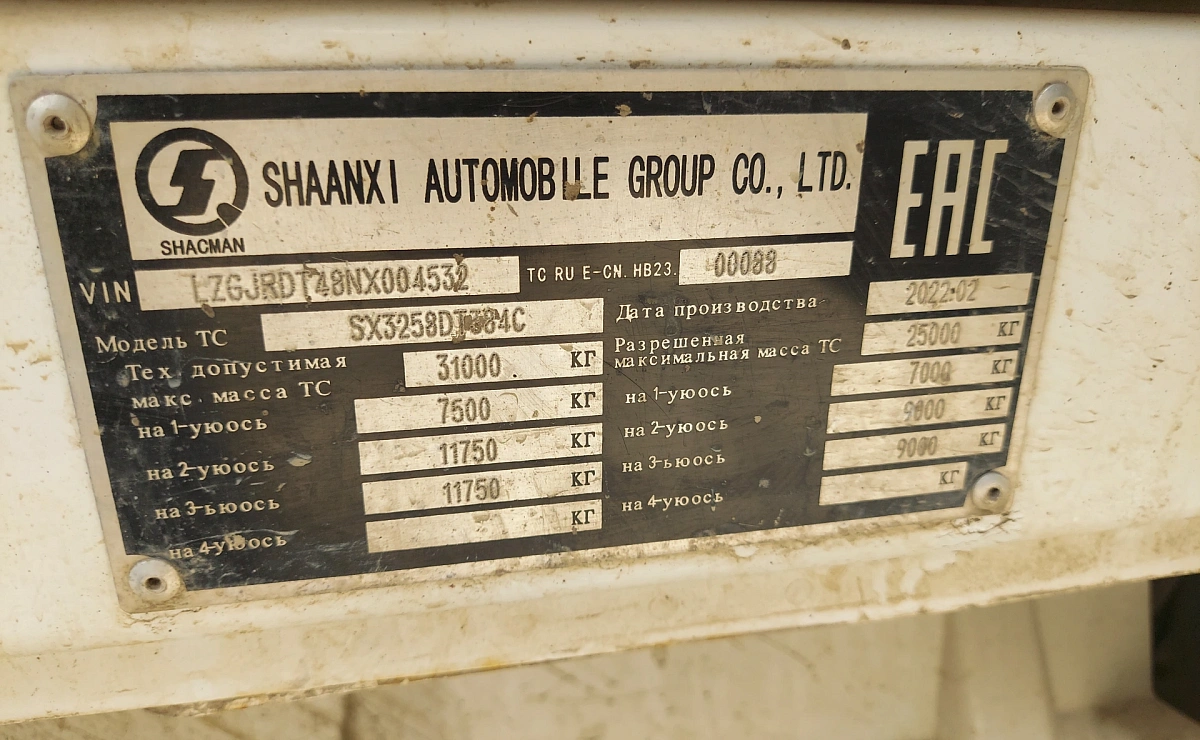 SHAANXI AUTOMOBILE GROUP CO., LTD.
SHACMAN
EAC
VIN LZGJRDT48NX004532 TC RU E-CN. HB23. 00088
Модель ТС Дата производства 2022·02
Тех. допустимая макс. масса ТС 31000 КГ
Разрешенная максимальная масса ТС 25000 КГ
на 1-уюось 7500 КГ на 1-уюось 7000 КГ
на 2-уюось 11750 КГ на 2-уюось 9000 КГ
на 3-ьюось 11750 КГ на 3-ьюось 9000 КГ
на 4-уюось КГ на 4-уюось КГ